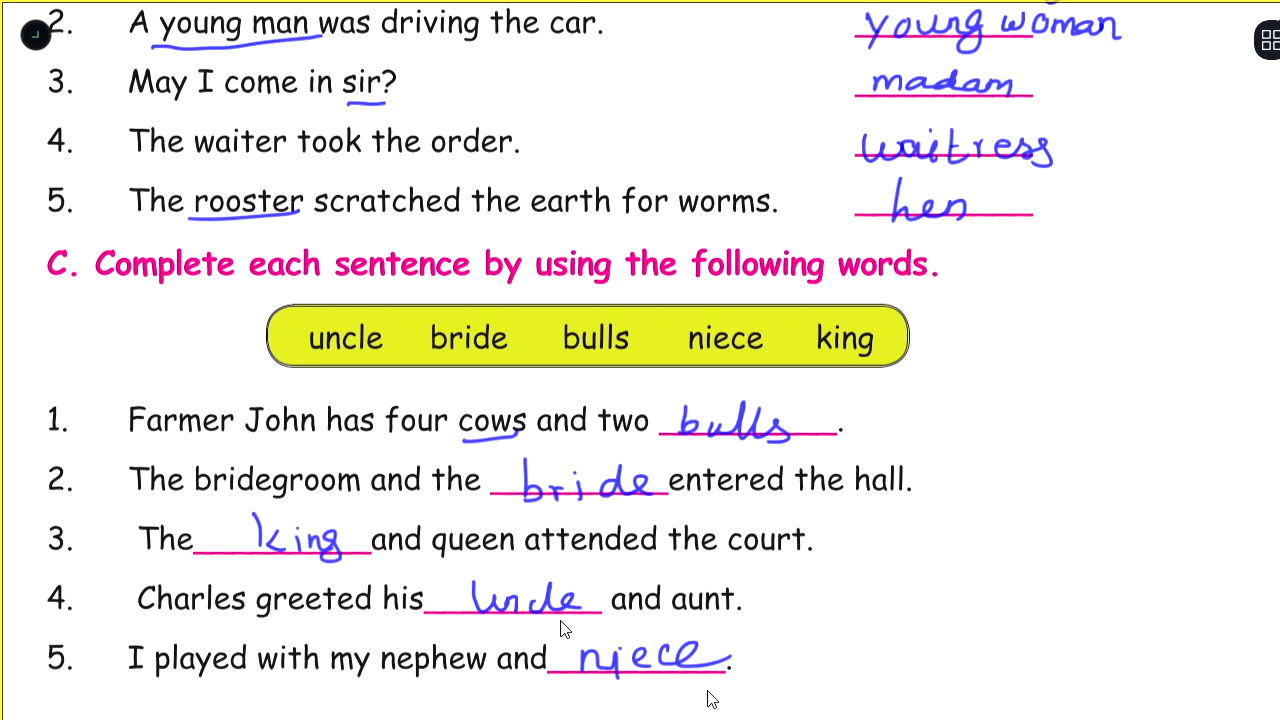 2. A young man was driving the car. young woman
3. May I come in sir? madam
4. The waiter took the order. waitress
5. The rooster scratched the earth for worms. hen
C. Complete each sentence by using the following words.
uncle bride bulls niece king
1. Farmer John has four cows and two bulls.
2. The bridegroom and the bride entered the hall.
3. The king and queen attended the court.
4. Charles greeted his uncle and aunt.
5. I played with my nephew and niece.